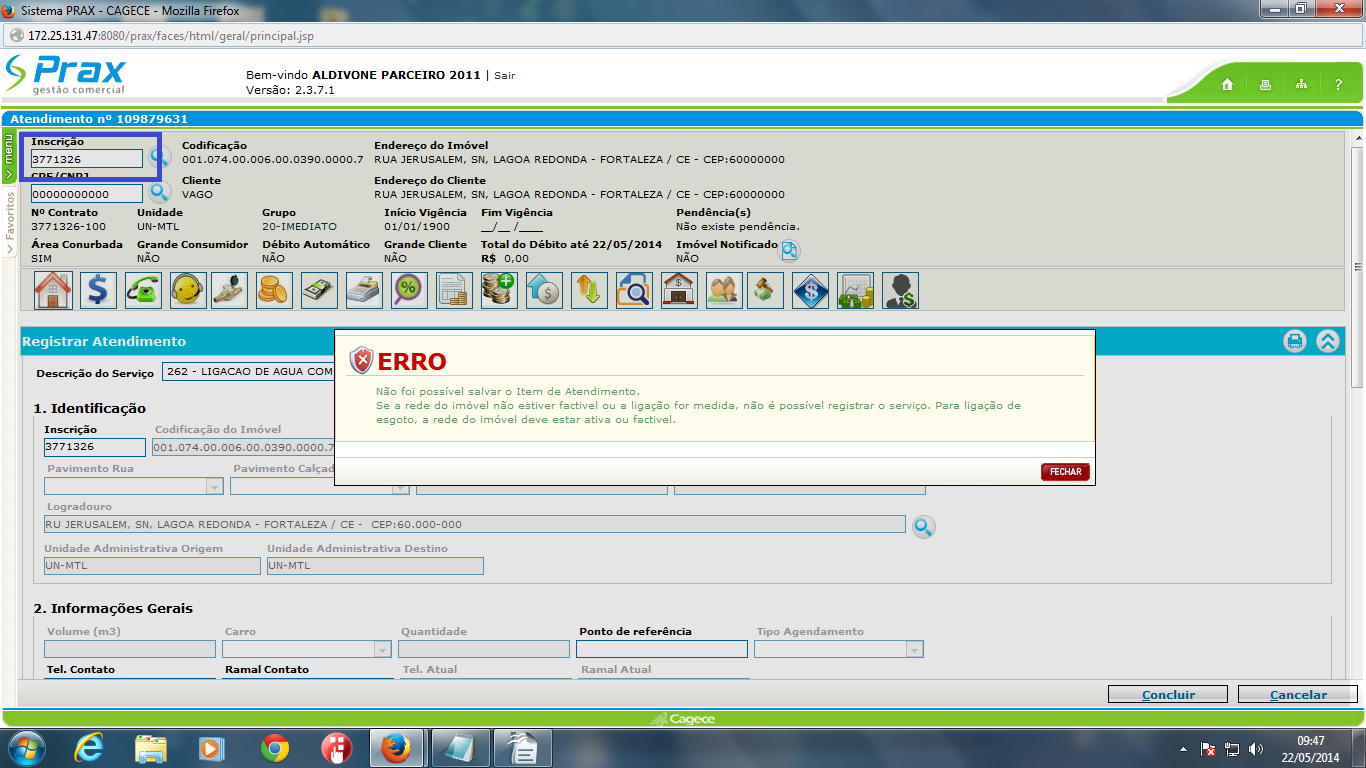 Sistema PRAX - CAGECE - Mozilla Firefox
172.25.131.47:8080/prax/faces/html/geral/principal.jsp
Prax
gestão comercial
Bem-vindo ALDIVONE PARCEIRO 2011 | Sair
Versão: 2.3.7.1
?
Atendimento nº 109879631
menu
Favoritos
Inscrição Codificação Endereço do Imóvel
3771326 001.074.00.006.00.0390.0000.7 RUA JERUSALEM, SN, LAGOA REDONDA - FORTALEZA / CE - CEP:60000000
CPF/CNPJ Cliente Endereço do Cliente
00000000000 VAGO RUA JERUSALEM, SN, LAGOA REDONDA - FORTALEZA / CE - CEP:60000000
Nº Contrato Unidade Grupo Início Vigência Fim Vigência Pendência(s)
3771326-100 UN-MTL 20-IMEDIATO 01/01/1900 __/__ /____ Não existe pendência.
Área Conurbada Grande Consumidor Débito Automático Grande Cliente Total do Débito até 22/05/2014 Imóvel Notificado
SIM NÃO NÃO NÃO R$ 0,00 NÃO
Registrar Atendimento
Descrição do Serviço 262 - LIGACAO DE AGUA COM
ERRO
Não foi possível salvar o Item de Atendimento.
Se a rede do imóvel não estiver factivel ou a ligação for medida, não é possível registrar o serviço. Para ligação de
esgoto, a rede do imóvel deve estar ativa ou factivel.
FECHAR
1. Identificação
Inscrição Codificação do Imóvel
3771326 001.074.00.006.00.0390.0000.7
Pavimento Rua Pavimento Calçad
Logradouro
RU JERUSALEM, SN, LAGOA REDONDA - FORTALEZA / CE - CEP:60.000-000
Unidade Administrativa Origem Unidade Administrativa Destino
UN-MTL UN-MTL
2. Informações Gerais
Volume (m3) Carro Quantidade Ponto de referência Tipo Agendamento
Tel. Contato Ramal Contato Tel. Atual Ramal Atual
Concluir Cancelar
Cagece
09:47
22/05/2014